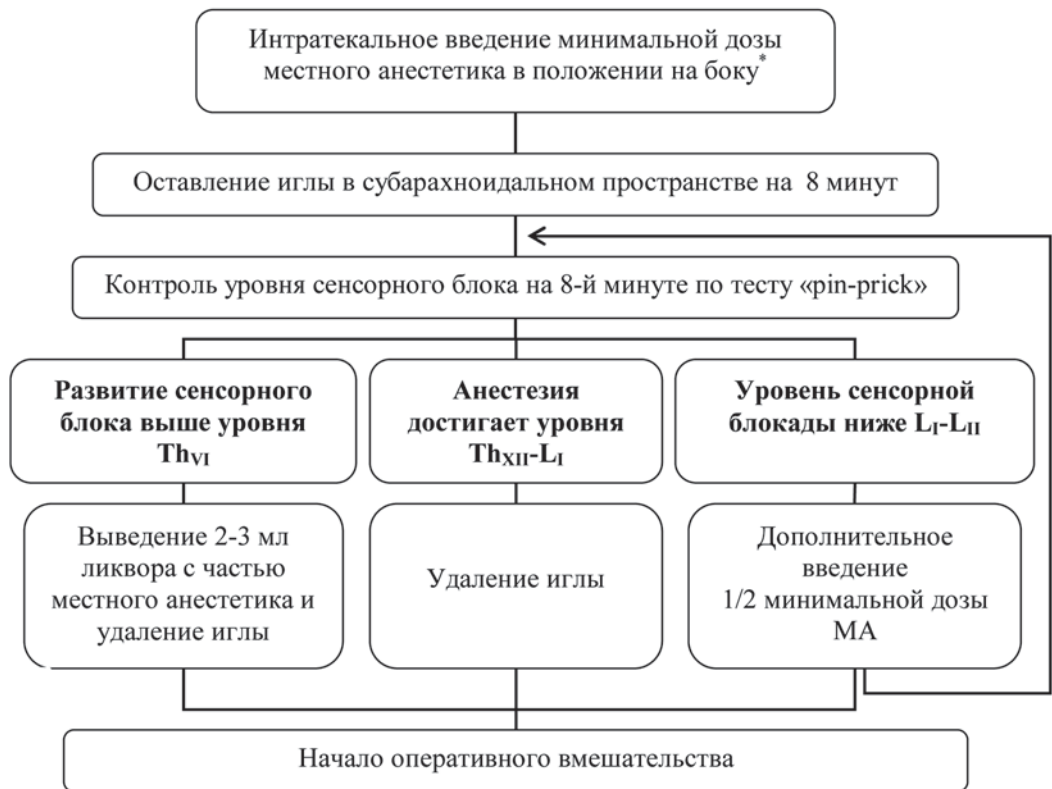 Интратекальное введение минимальной дозы
местного анестетика в положении на боку*
Оставление иглы в субарахноидальном пространстве на 8 минут
Контроль уровня сенсорного блока на 8-й минуте по тесту «pin-prick»
Развитие сенсорного
блока выше уровня
ThVI
Анестезия
достигает уровня
ThXII-LI
Уровень сенсорной
блокады ниже LI-LII
Выведение 2-3 мл
ликвора с частью
местного анестетика и
удаление иглы
Удаление иглы
Дополнительное
введение
1/2 минимальной дозы
МА
Начало оперативного вмешательства